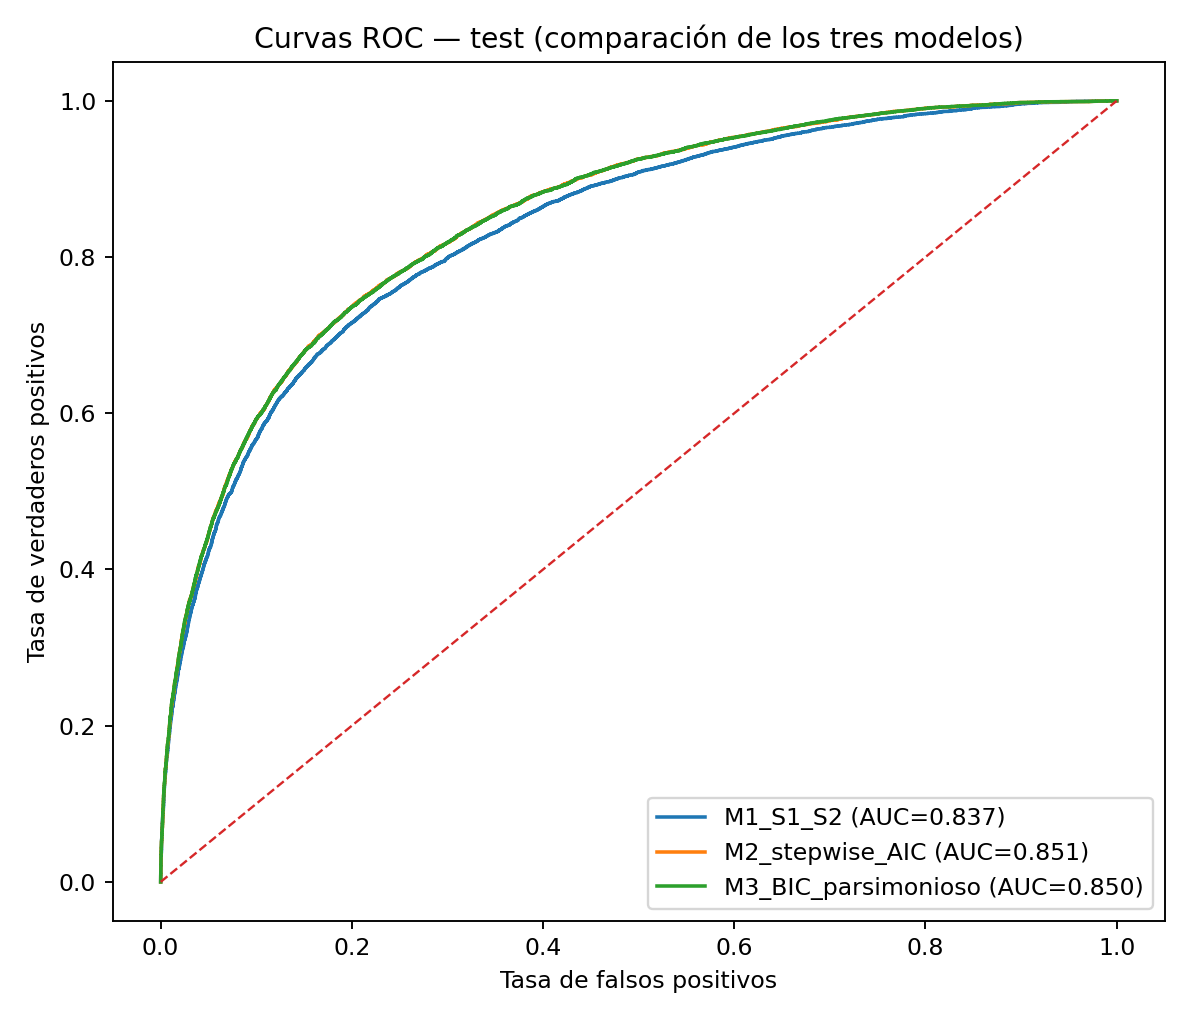 Curvas ROC — test (comparación de los tres modelos)
Tasa de verdaderos positivos
1.0
0.8
0.6
0.4
0.2
0.0
0.0 0.2 0.4 0.6 0.8 1.0
Tasa de falsos positivos
M1_S1_S2 (AUC=0.837)
M2_stepwise_AIC (AUC=0.851)
M3_BIC_parsimonioso (AUC=0.850)